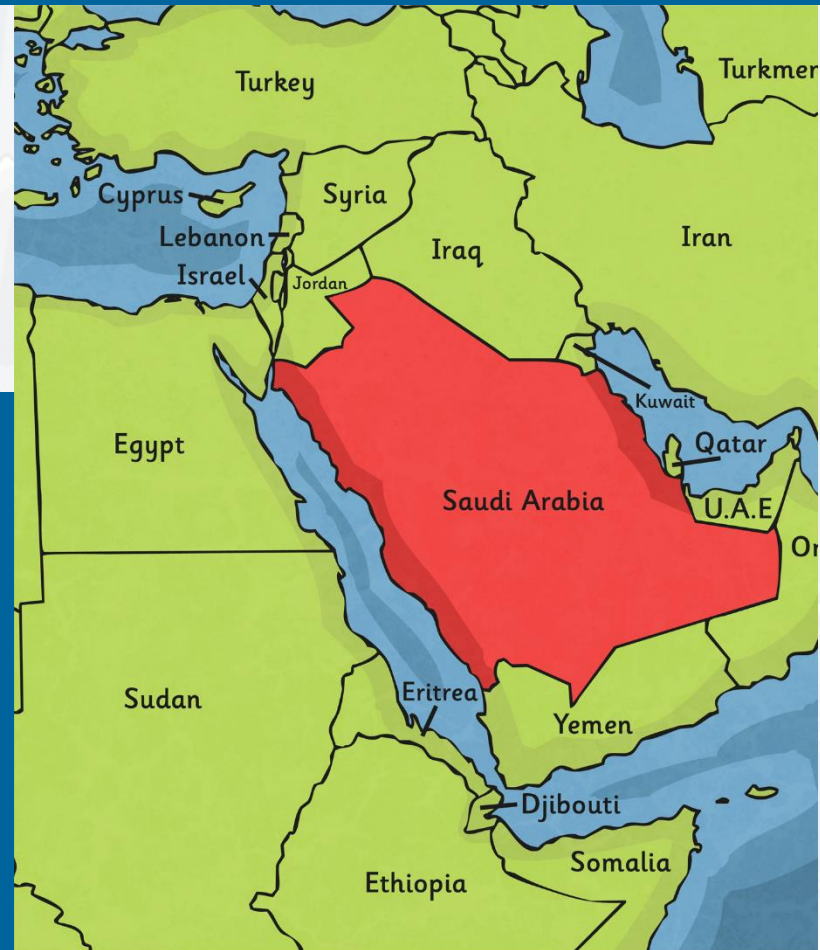 Turkey
Turkmer
Cyprus
Syria
Lebanon
Iraq
Iran
Israel
Jordan
Kuwait
Egypt
Qatar
Saudi Arabia
U.A.E
Or
Sudan
Eritrea
Yemen
Djibouti
Somalia
Ethiopia